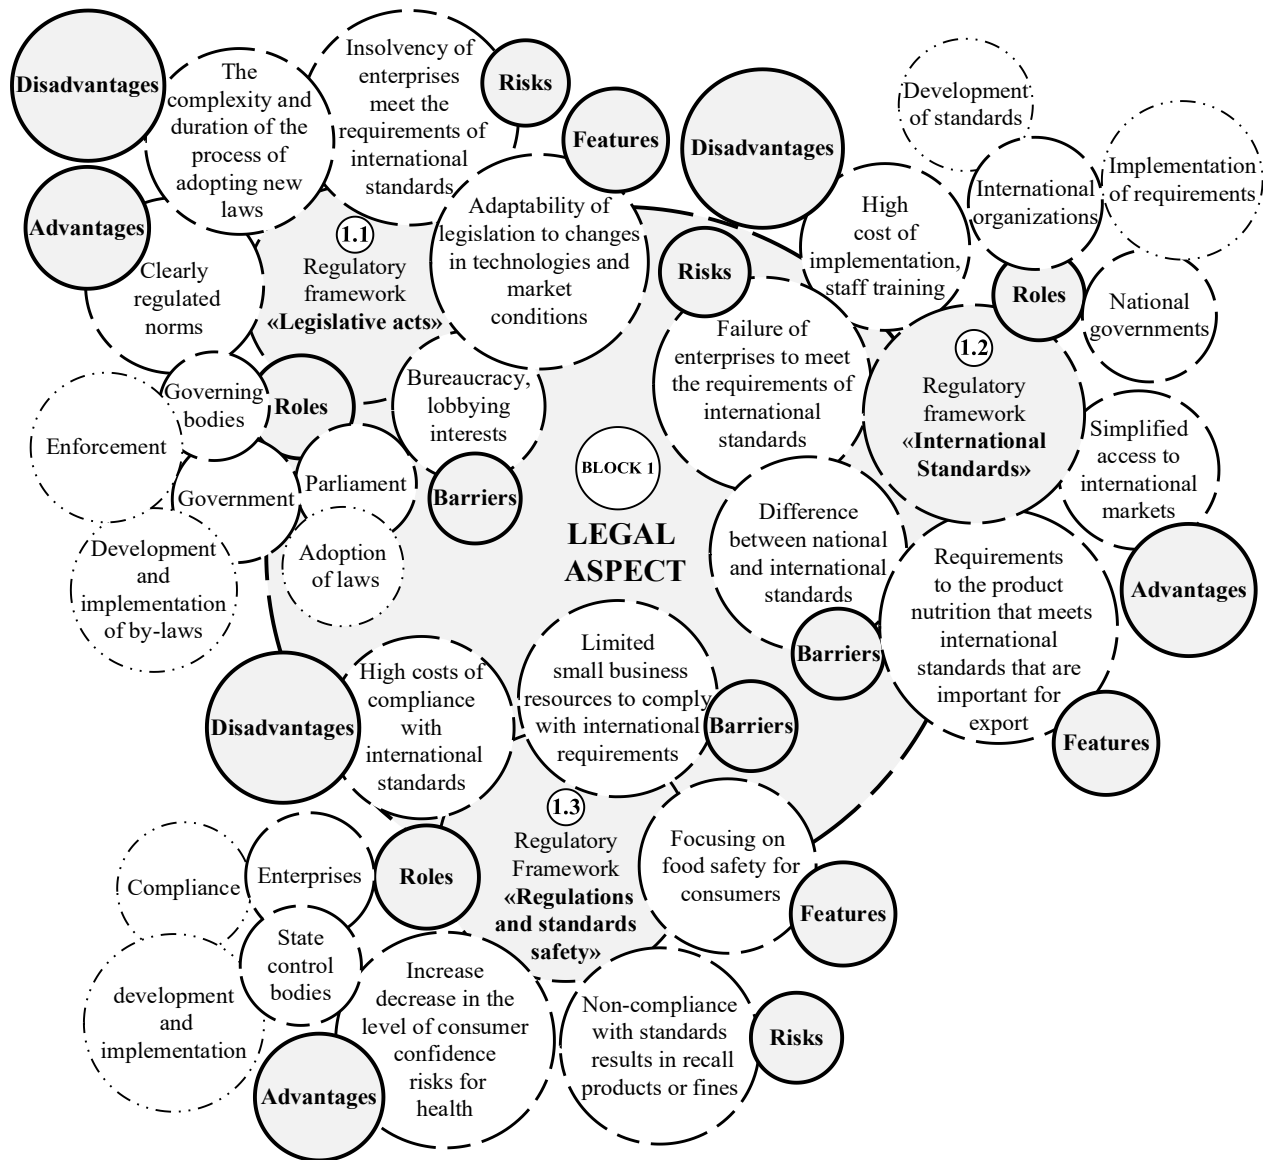 Disadvantages
The
complexity and
duration of the
process of
adopting new
laws
Insolvency of
enterprises
meet the
requirements of
international
standards
Risks
Features
Advantages
Clearly
regulated
norms
1.1
Regulatory
framework
«Legislative acts»
Adaptability of
legislation to changes
in technologies and
market
conditions
Governing
bodies
Roles
Enforcement
Government
Parliament
Development
and
implementation
of by-laws
Adoption
of laws
Bureaucracy,
lobbying
interests
Barriers
BLOCK 1
LEGAL
ASPECT
Disadvantages
High
cost of
implementation,
staff training
Risks
Failure of
enterprises to meet
the requirements of
international
standards
Development
of standards
International
organizations
Implementation
of requirements
Roles
National
governments
1.2
Regulatory
framework
«International
Standards»
Simplified
access to
international
markets
Advantages
Difference
between national
and international
standards
Barriers
Requirements
to the product
nutrition that meets
international
standards that are
important for
export
Features
Disadvantages
High costs of
compliance
with
international
standards
Limited
small business
resources to comply
with international
requirements
Barriers
1.3
Regulatory
Framework
«Regulations
and standards
safety»
Focusing on
food safety for
consumers
Features
Compliance
Enterprises
Roles
State
control
bodies
development
and
implementation
Advantages
Increase
decrease in the
level of consumer
confidence
risks for
health
Non-compliance
with standards
results in recall
products or fines
Risks